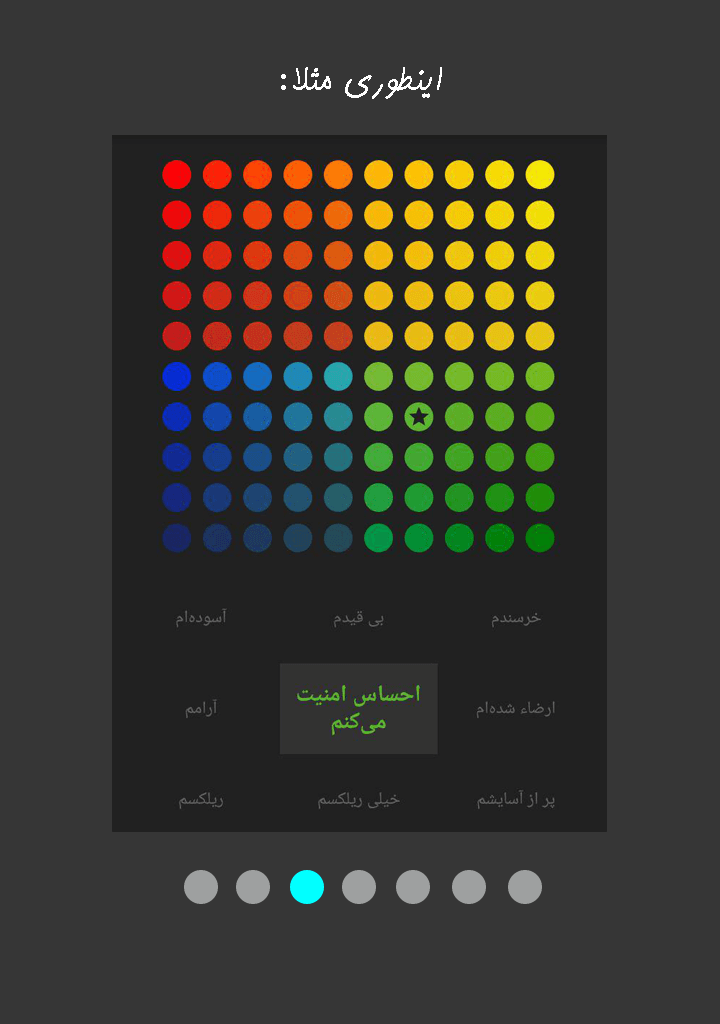 اینطوری مثلا:
خرسندم
بی قیدم
آسوده‌ام
ارضاء شده‌ام
احساس امنیت
می‌کنم
آرامم
پر از آسایشم
خیلی ریلکسم
ریلکسم